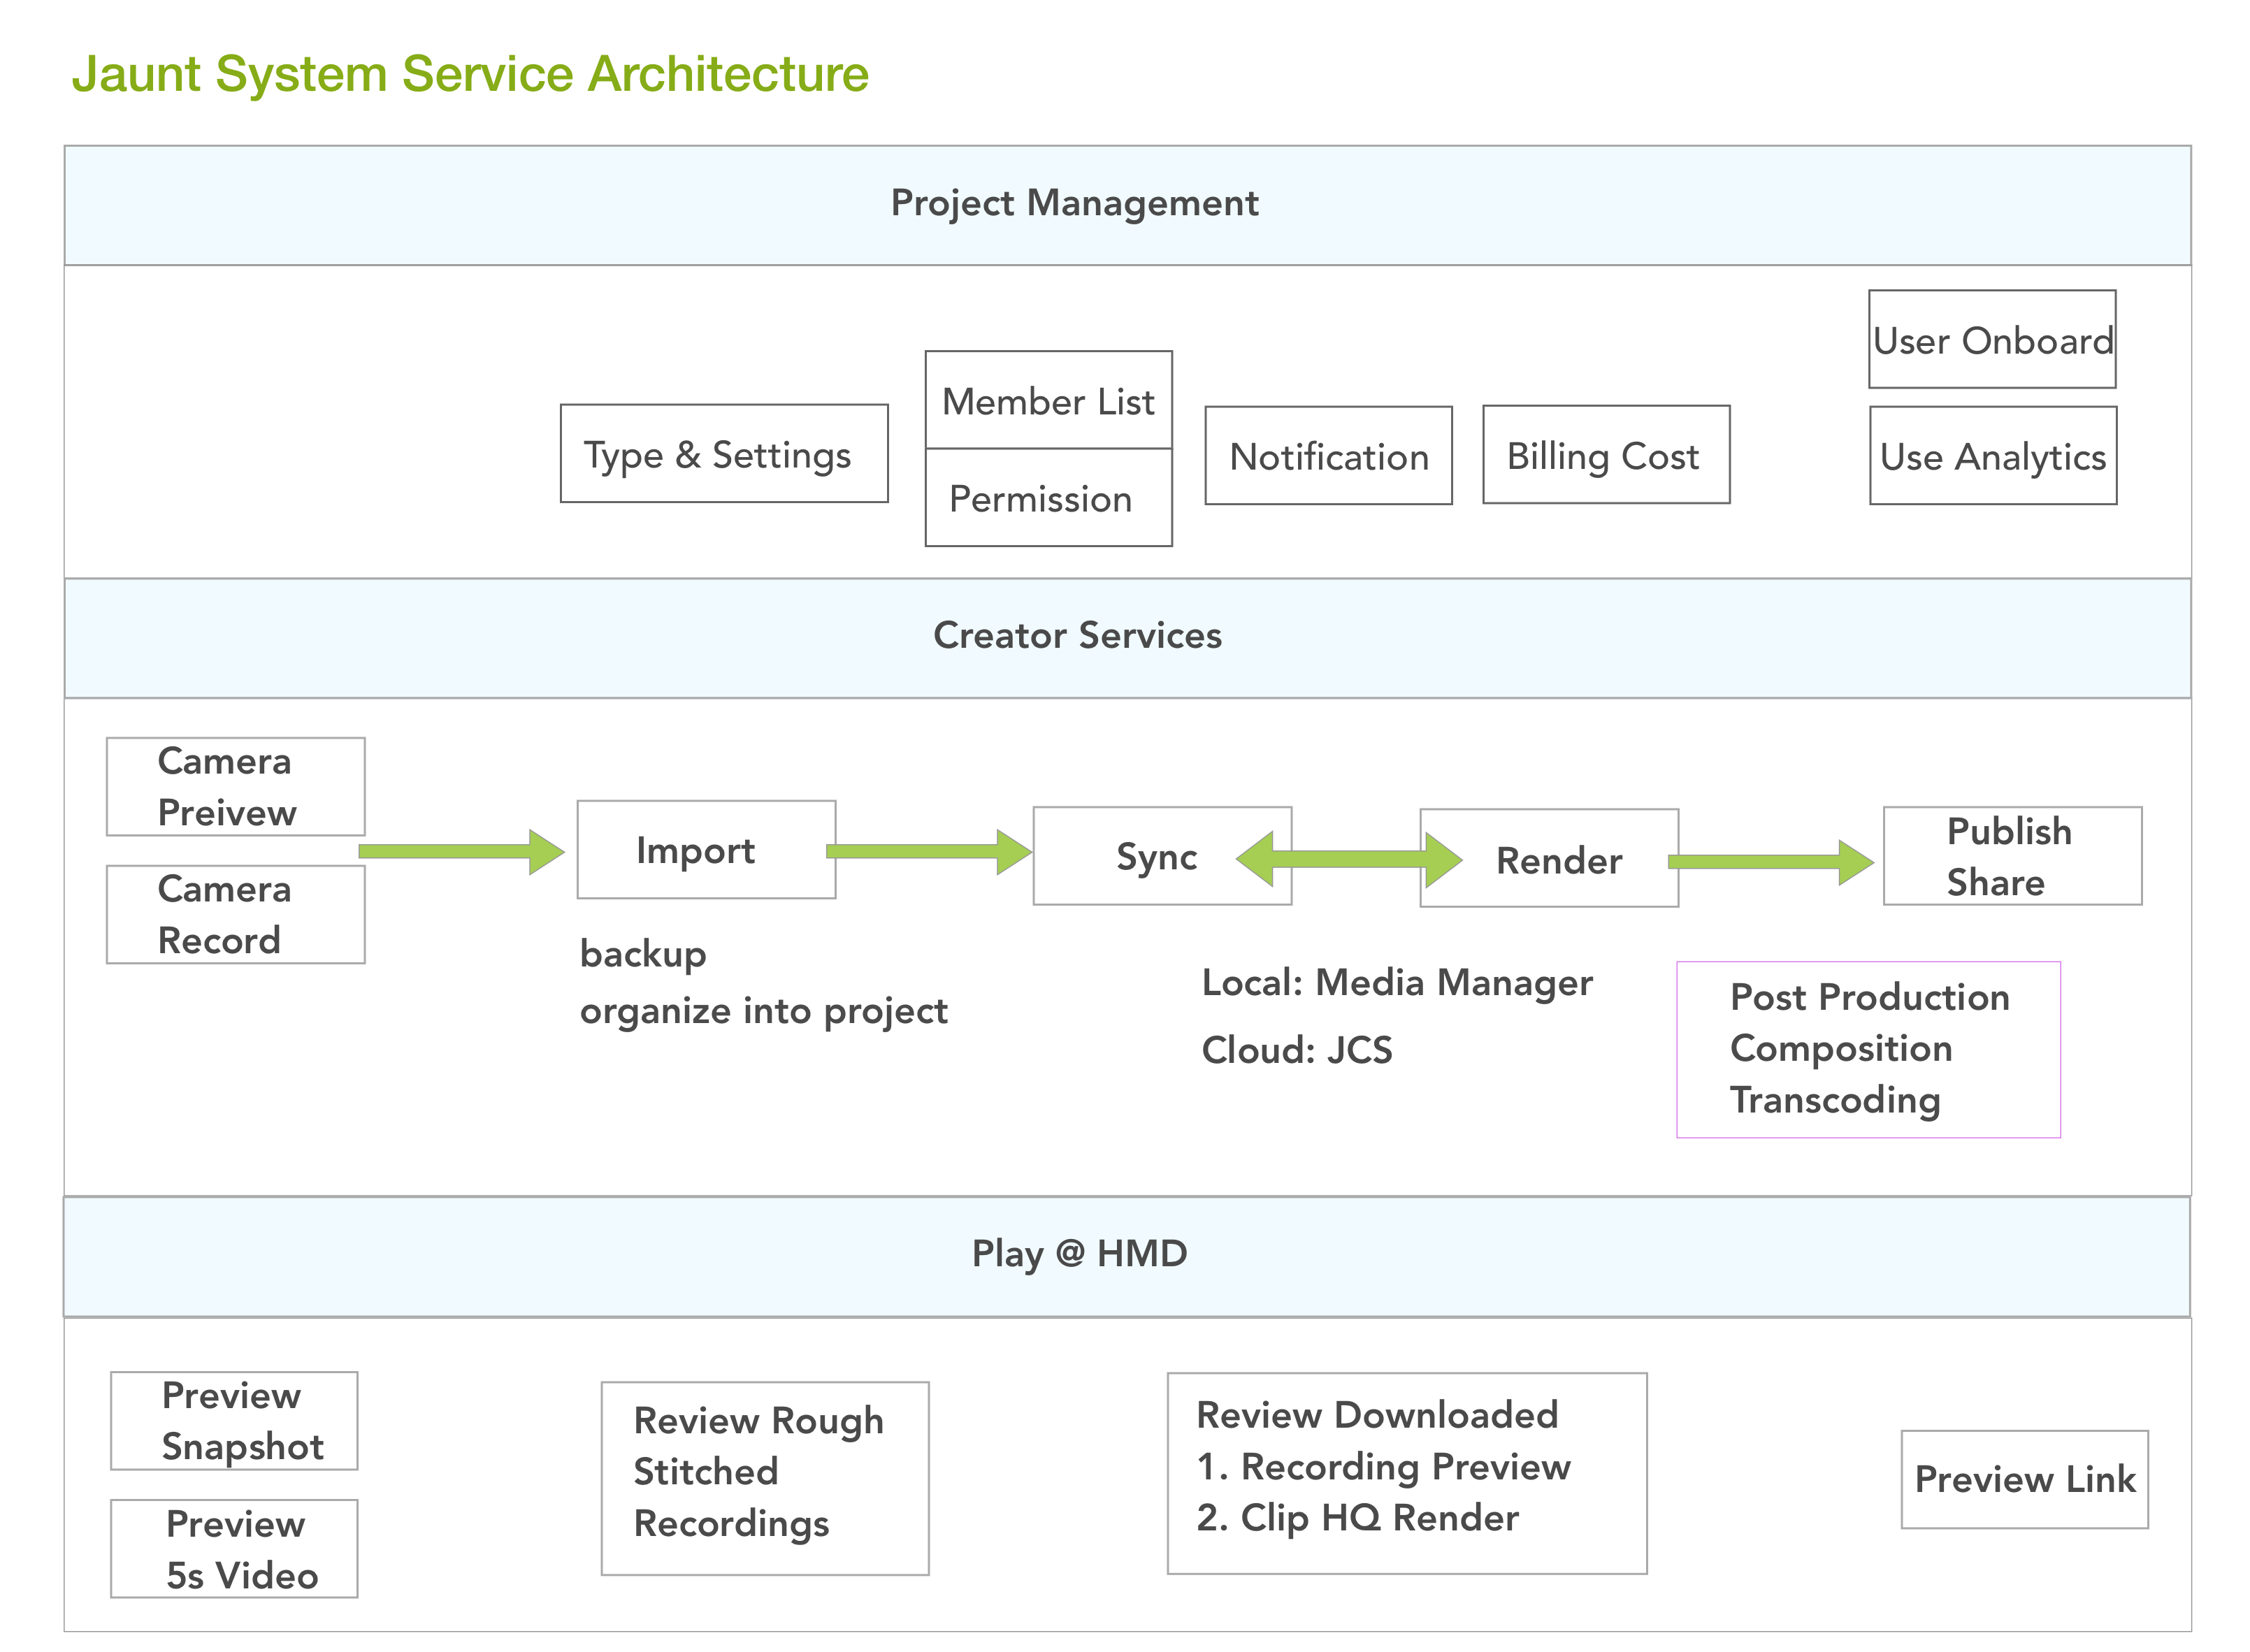 Jaunt System Service Architecture
Project Management
User Onboard
Member List
Type & Settings
Notification
Billing Cost
Use Analytics
Permission
Creator Services
Camera
Preivew
Camera
Record
Import
backup
organize into project
Sync
Render
Local: Media Manager
Cloud: JCS
Publish
Share
Post Production
Composition
Transcoding
Play @ HMD
Preview
Snapshot
Preview
5s Video
Review Rough
Stitched
Recordings
Review Downloaded
1. Recording Preview
2. Clip HQ Render
Preview Link